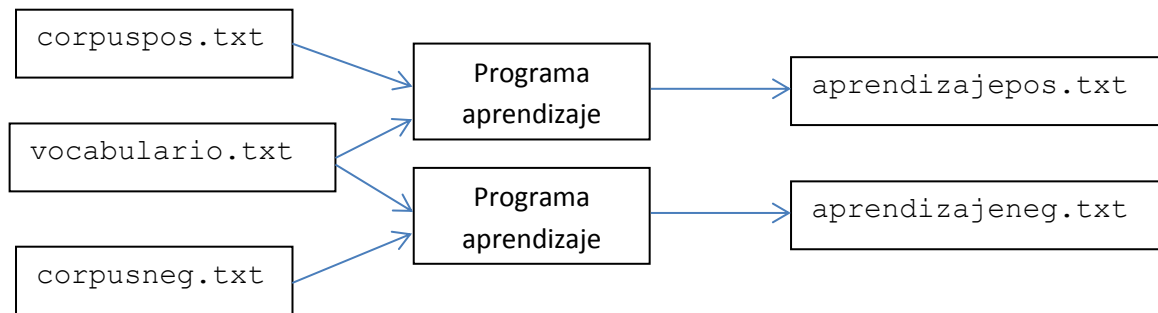 corpuspos.txt
Programa
aprendizaje
aprendizajepos.txt
vocabulario.txt
Programa
aprendizaje
aprendizajeneg.txt
corpusneg.txt